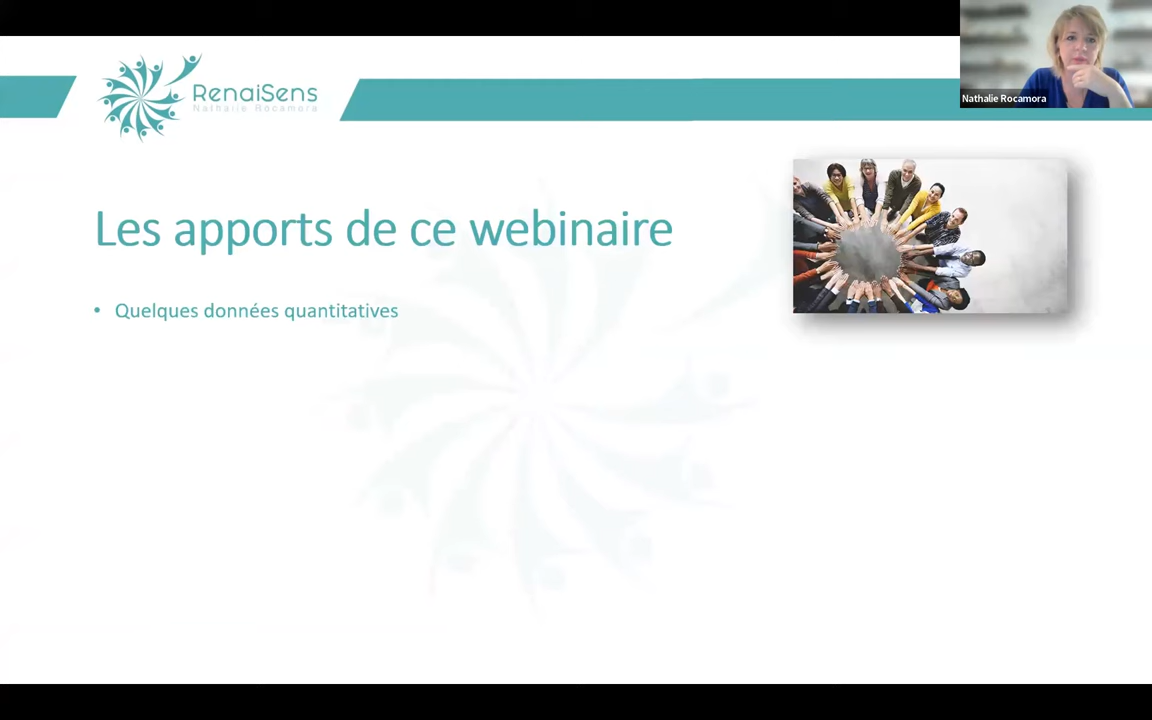 RenaiSens
Nathalie Rocamora
Nathalie Rocamora
Les apports de ce webinaire
• Quelques données quantitatives